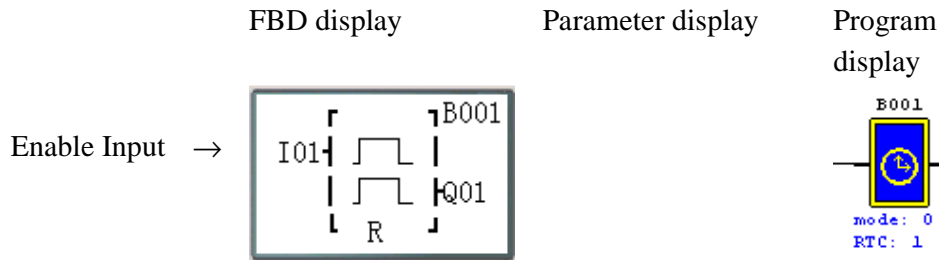 FBD display Parameter display Program
display
B001
B001
Enable Input → I01
Q01
R
mode: 0
RTC: 1